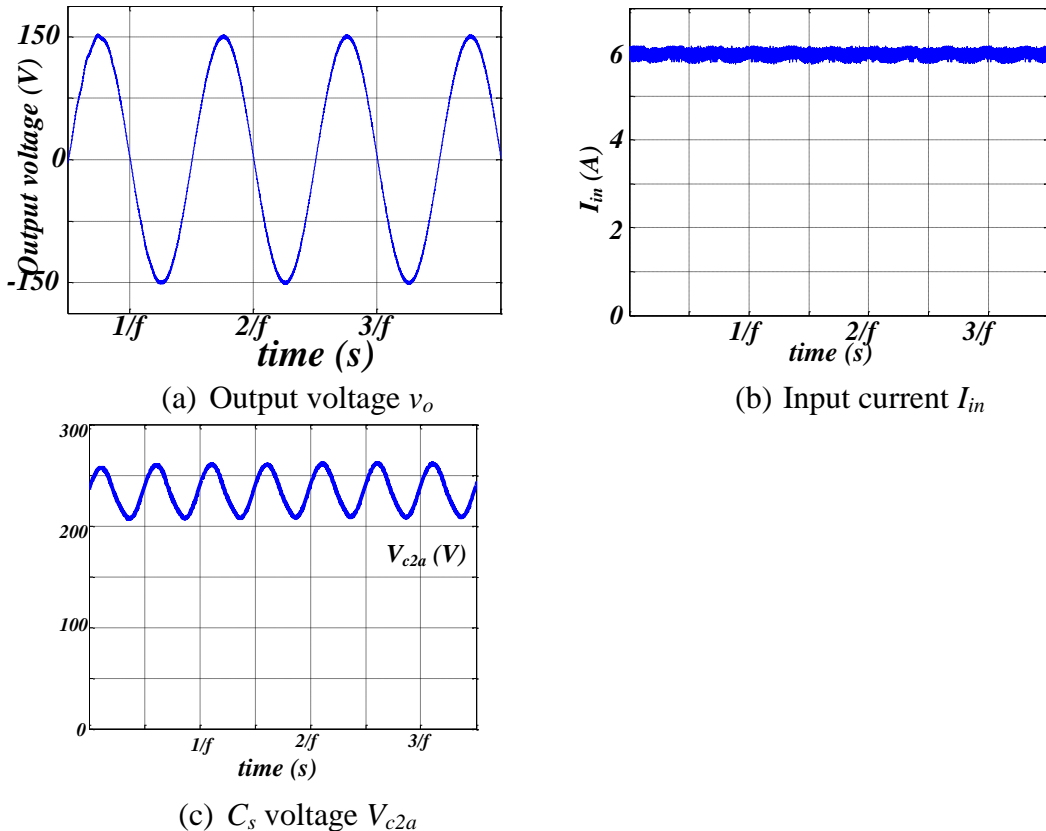 150
0
-150
Output voltage (V)
1/f
2/f
3/f
time (s)
(a) Output voltage vo
6
4
2
0
I_in (A)
1/f
2/f
3/f
time (s)
(b) Input current I_in
300
200
100
0
V_c2a (V)
1/f
2/f
3/f
time (s)
(c) C_s voltage V_c2a